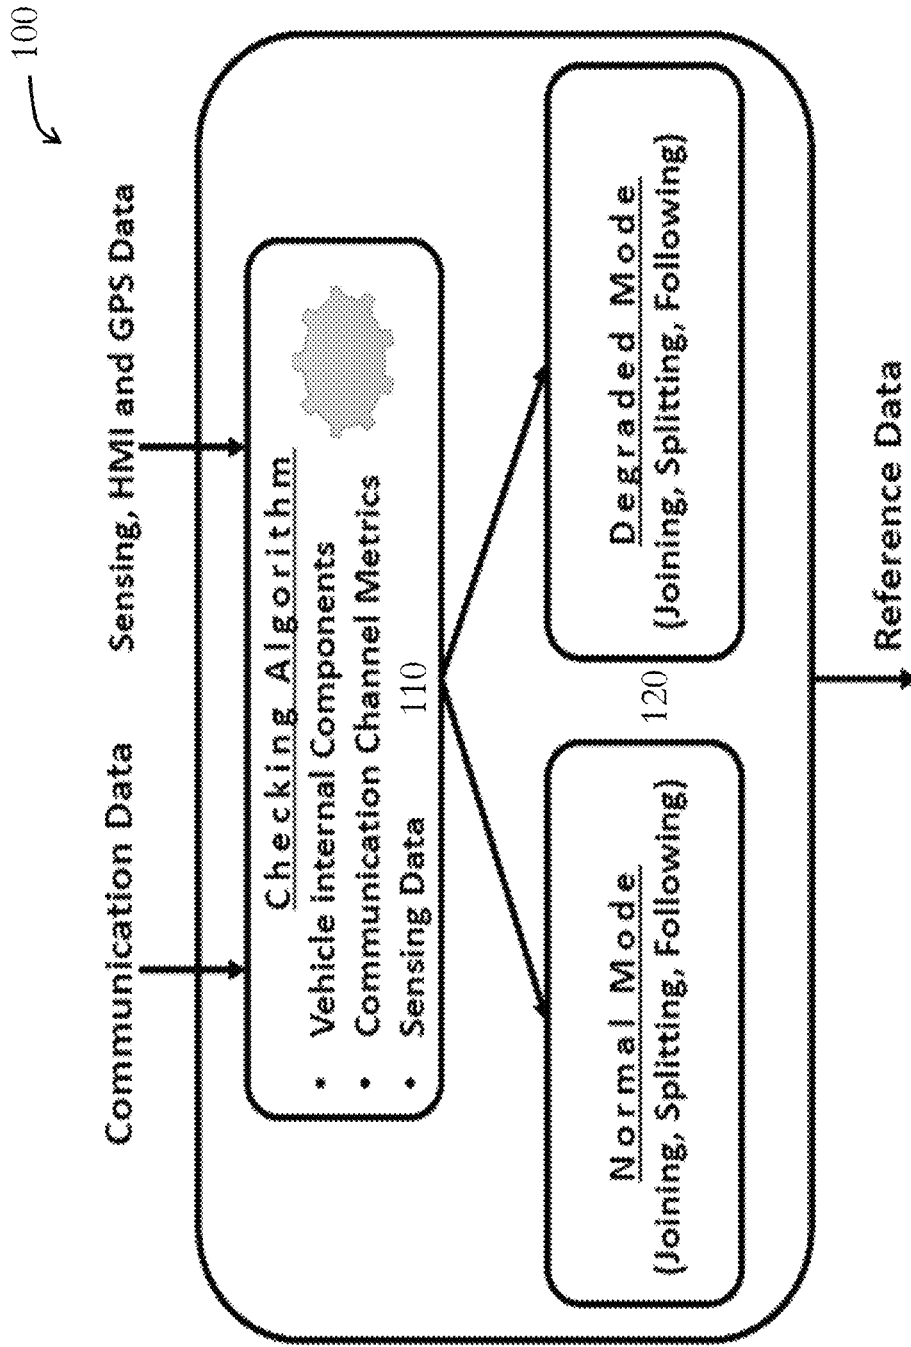 100
Communication Data
Sensing, HMI and GPS Data
Checking Algorithm
• Vehicle internal Components
• Communication Channel Metrics
• Sensing Data
110
Normal Mode
(Joining, Splitting, Following)
120
Degraded Mode
(Joining, Splitting, Following)
Reference Data